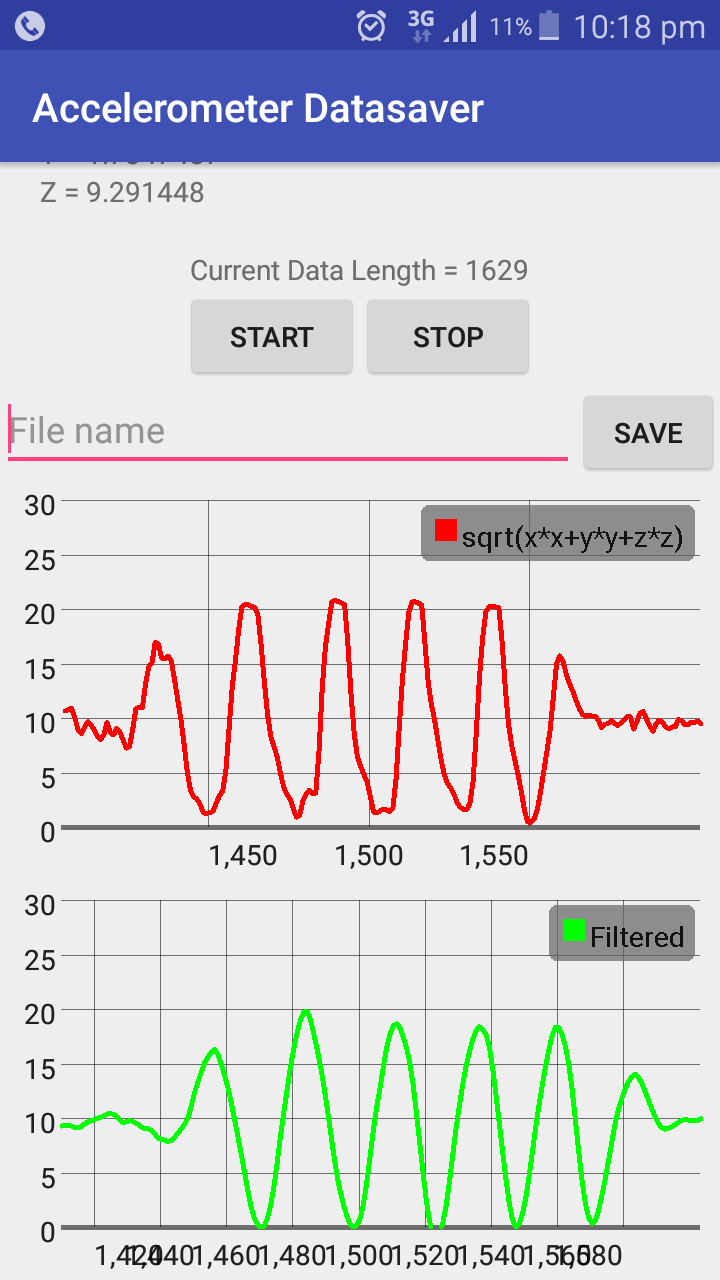 3G 11% 10:18 pm
Accelerometer Datasaver
Z = 9.291448
Current Data Length = 1629
START STOP
File name SAVE
30
sqrt(x*x+y*y+z*z)
25
20
15
10
5
0
1,450 1,500 1,550
30
Filtered
25
20
15
10
5
0
1,420 1,440 1,460 1,480 1,500 1,520 1,540 1,560 1,580